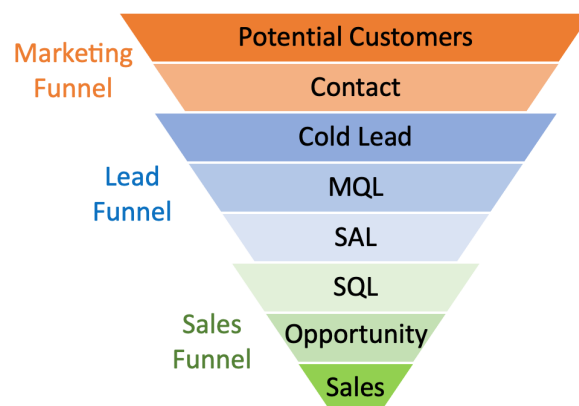 Marketing
Funnel
Potential Customers
Contact
Lead
Funnel
Cold Lead
MQL
SAL
Sales
Funnel
SQL
Opportunity
Sales